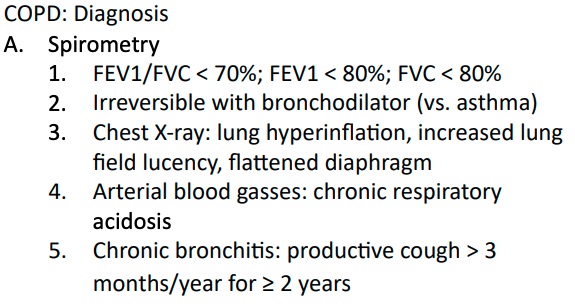 COPD: Diagnosis
A. Spirometry
1. FEV1/FVC < 70%; FEV1 < 80%; FVC < 80%
2. Irreversible with bronchodilator (vs. asthma)
3. Chest X-ray: lung hyperinflation, increased lung
field lucency, flattened diaphragm
4. Arterial blood gasses: chronic respiratory
acidosis
5. Chronic bronchitis: productive cough > 3
months/year for ≥ 2 years